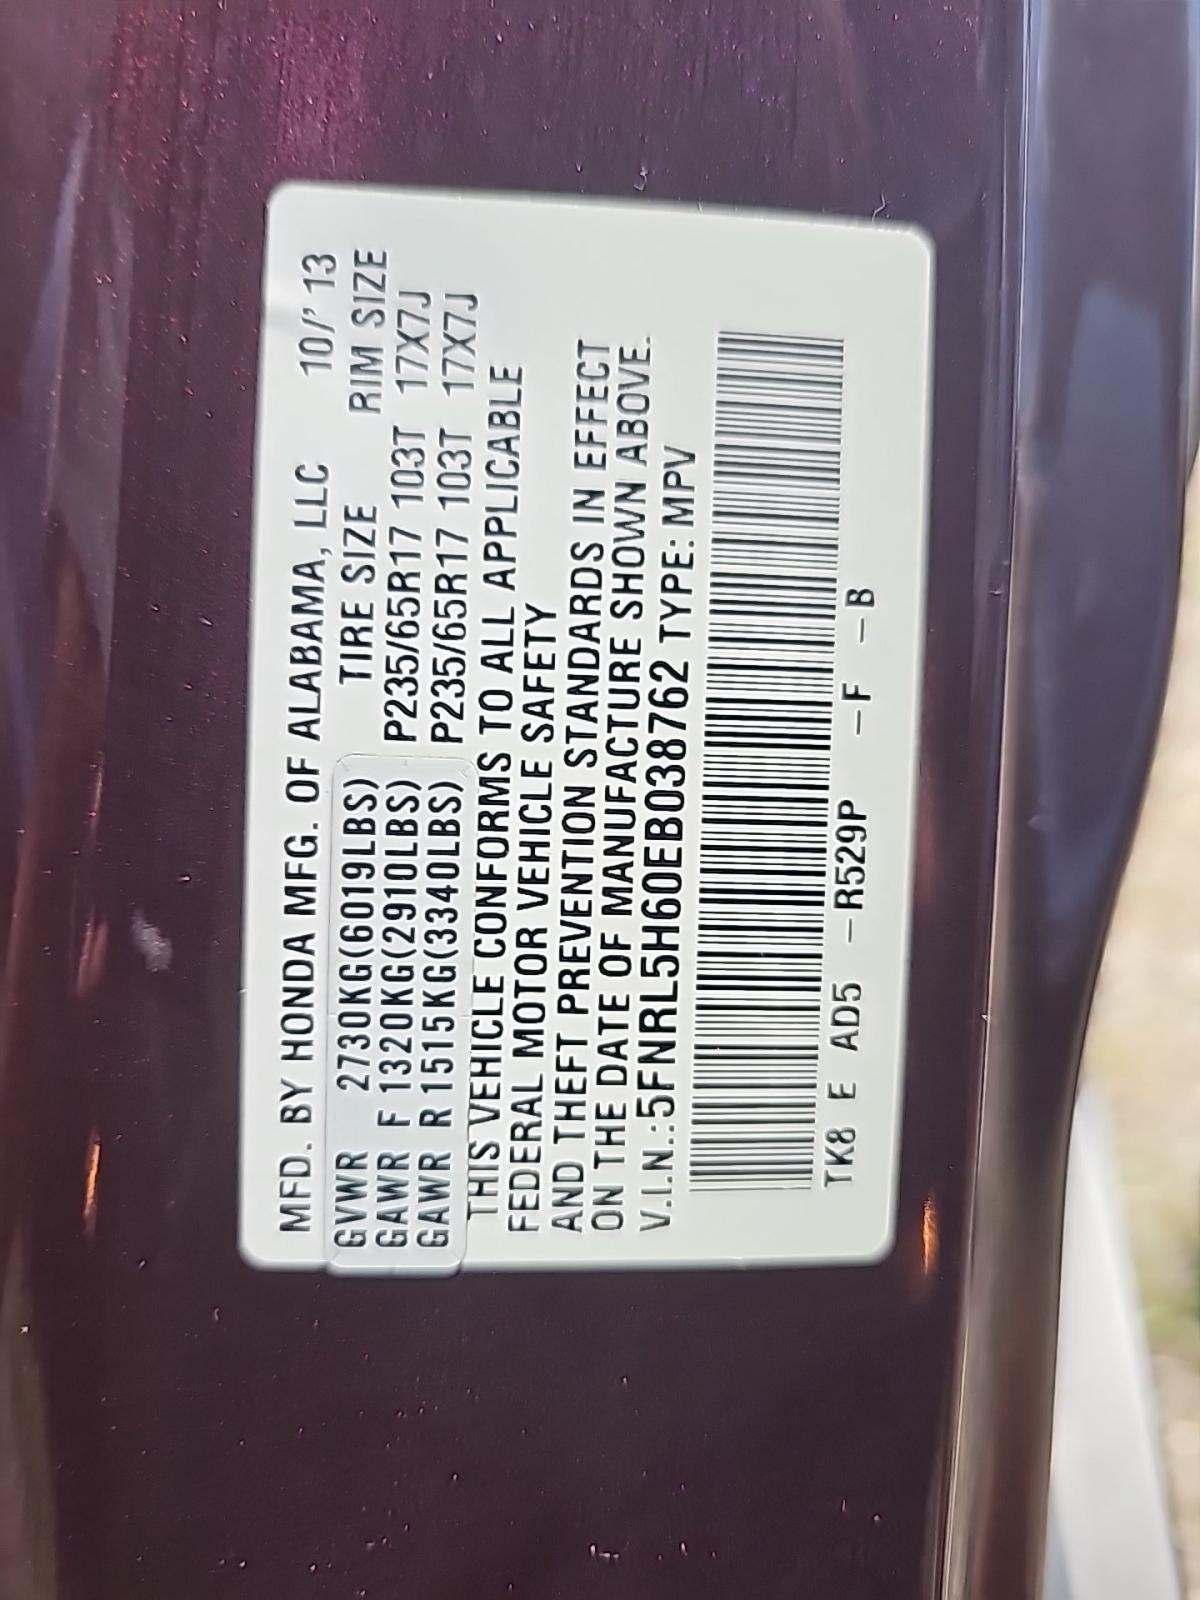 MFD. BY HONDA MFG. OF ALABAMA, LLC 10/' 13
TIRE SIZE RIM SIZE
GVWR 2730KG(6019LBS)
GAWR F 1320KG(2910LBS) P235/65R17 103T 17X7J
GAWR R 1515KG(3340LBS) P235/65R17 103T 17X7J
THIS VEHICLE CONFORMS TO ALL APPLICABLE
FEDERAL MOTOR VEHICLE SAFETY
AND THEFT PREVENTION STANDARDS IN EFFECT
ON THE DATE OF MANUFACTURE SHOWN ABOVE.
V.I.N.:5FNRL5H60EB038762 TYPE: MPV
TK8 E AD5 -R529P -F -B